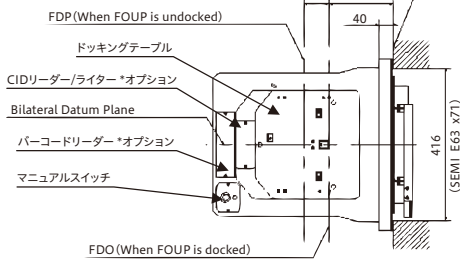 FDP(When FOUP is undocked)
40
ドッキングテーブル
CIDリーダー/ライター *オプション
Bilateral Datum Plane
バーコードリーダー *オプション
マニュアルスイッチ
416
(SEMI E63 x71)
FDO(When FOUP is docked)